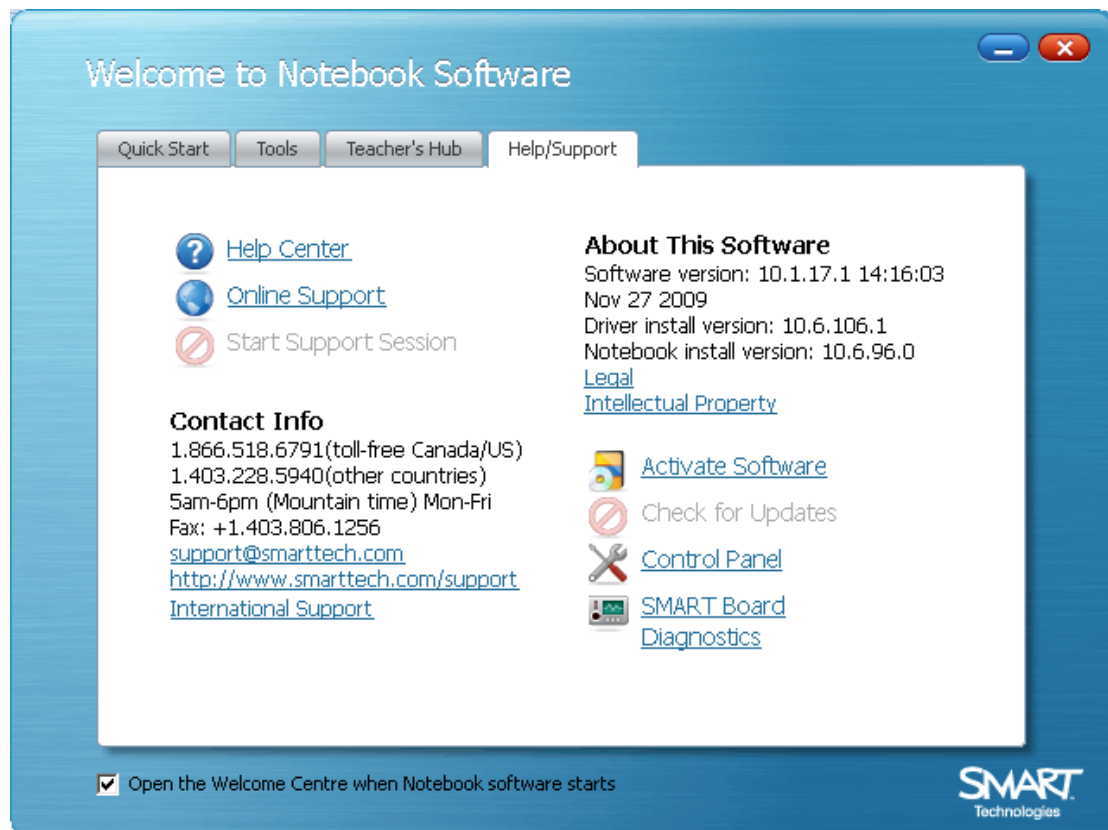 Welcome to Notebook Software
Quick Start
Tools
Teacher's Hub
Help/Support
Help Center
Online Support
Start Support Session
Contact Info
1.866.518.6791(toll-free Canada/US)
1.403.228.5940(other countries)
5am-6pm (Mountain time) Mon-Fri
Fax: +1.403.806.1256
support@smarttech.com
http://www.smarttech.com/support
International Support
About This Software
Software version: 10.1.17.1 14:16:03
Nov 27 2009
Driver install version: 10.6.106.1
Notebook install version: 10.6.96.0
Legal
Intellectual Property
Activate Software
Check for Updates
Control Panel
SMART Board
Diagnostics
Open the Welcome Centre when Notebook software starts
SMART
Technologies